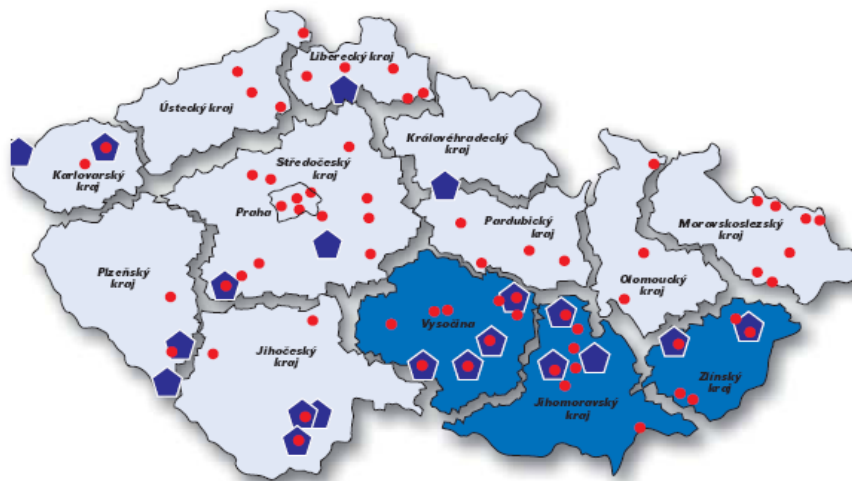 Liberecký kraj
Ústecký kraj
Královéhradecký
kraj
Karlovarský
kraj
Středočeský
kraj
Praha
Pardubický
kraj
Moravskoslezský
kraj
Plzeňský
kraj
Olomoucký
kraj
Vysočina
Jihočeský
kraj
Zlínský
kraj
Jihomoravský
kraj